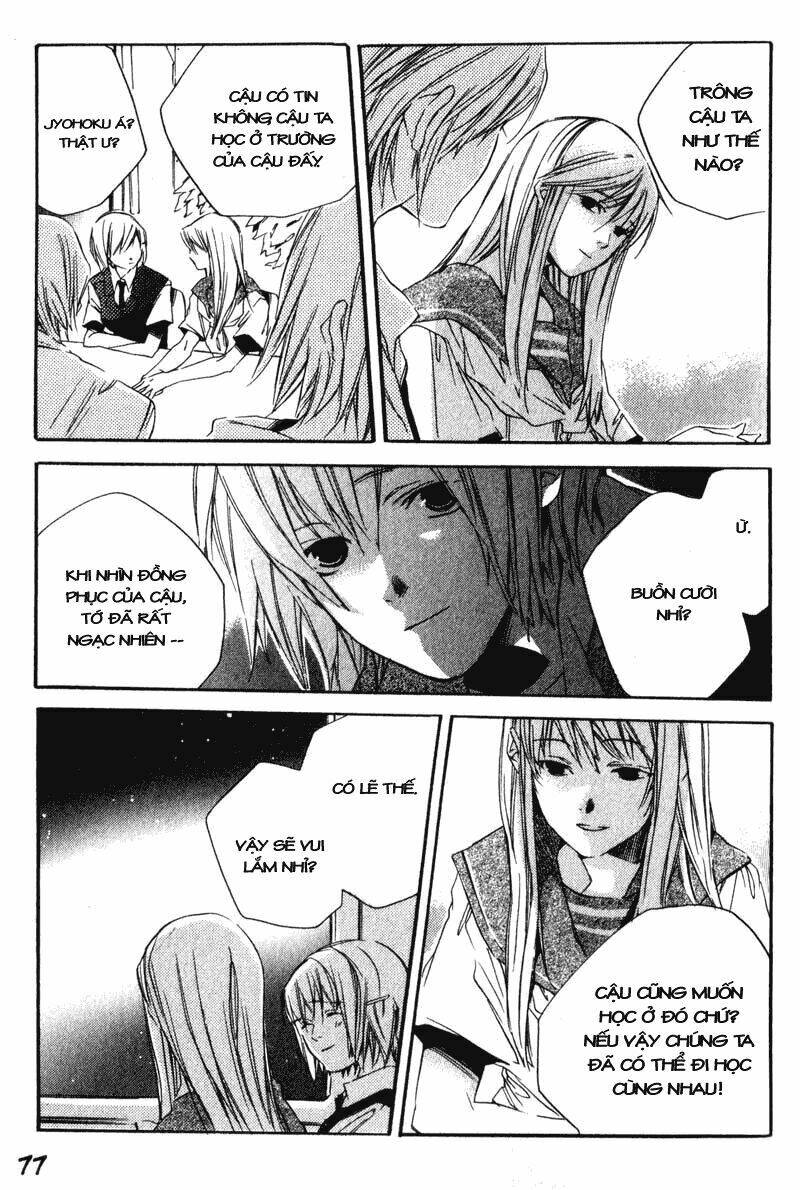 TRÔNG
CẬU TA
NHƯ THẾ
NÀO?
CẬU CÓ TIN
KHÔNG CẬU TA
HỌC Ở TRƯỜNG
CỦA CẬU ĐẤY.
JYOHOKU Á?
THẬT Ư?
Ừ.
BUỒN CƯỜI
NHỈ?
KHI NHÌN ĐỒNG
PHỤC CỦA CẬU,
TỚ ĐÃ RẤT
NGẠC NHIÊN --
CẬU CŨNG MUỐN
HỌC Ở ĐÓ CHỨ?
NẾU VẬY CHÚNG TA
ĐÃ CÓ THỂ ĐI HỌC
CÙNG NHAU!
CÓ LẼ THẾ.
VẬY SẼ VUI
LẮM NHỈ?
77